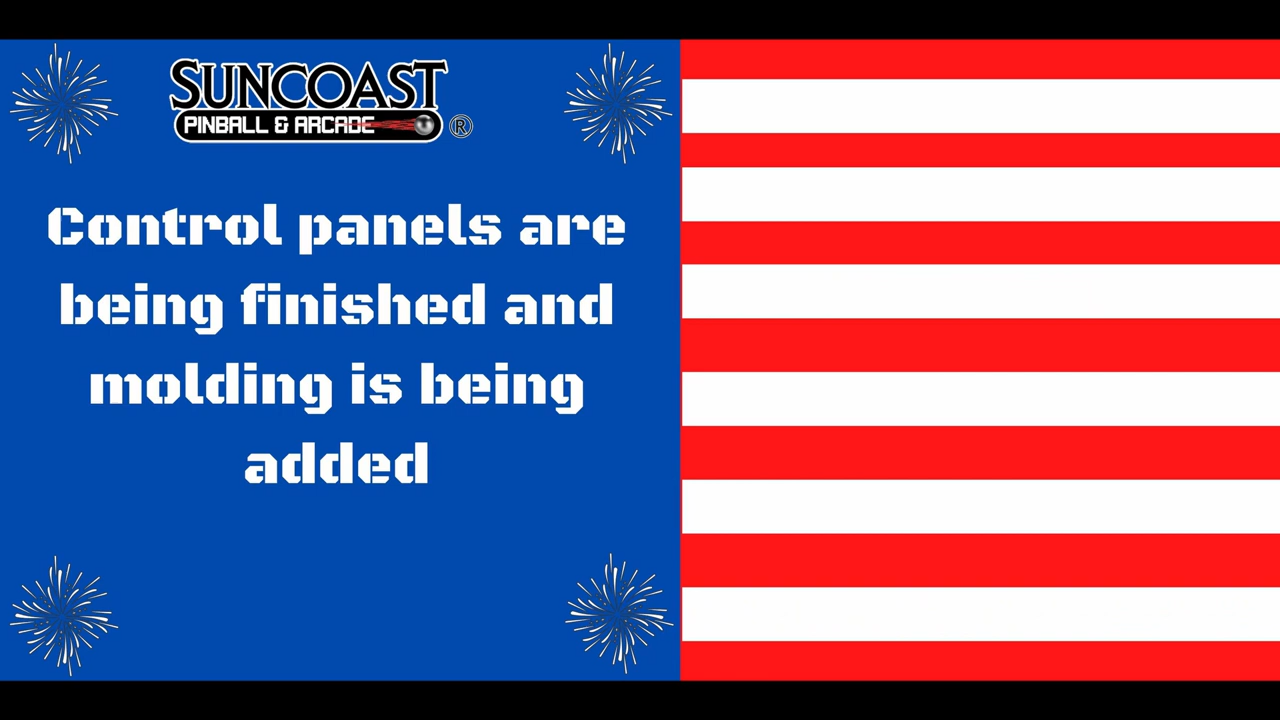 SUNCOAST
PINBALL & ARCADE ®
Control panels are
being finished and
molding is being
added